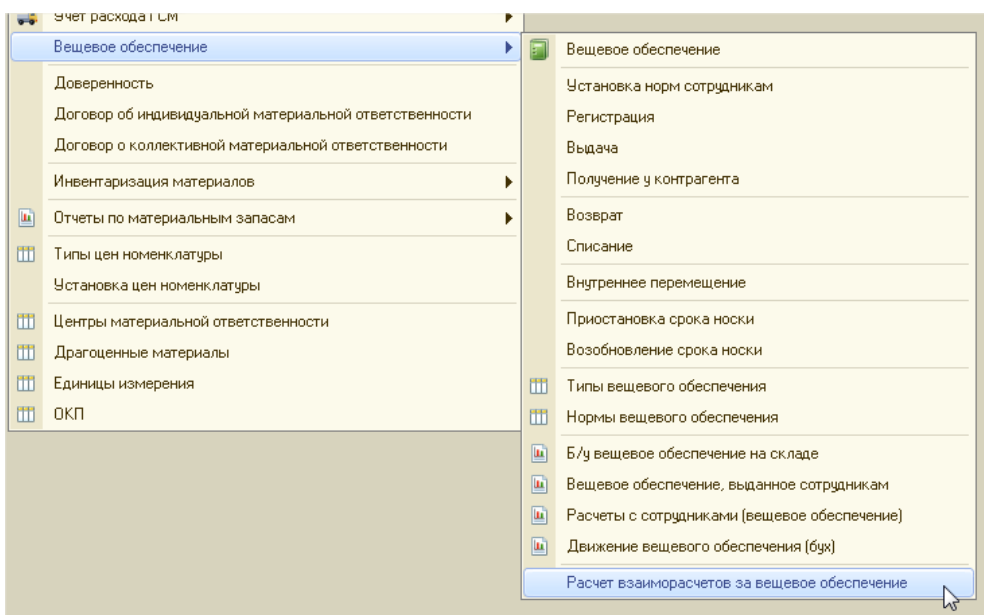 Учет расхода ГСМ
Вещевое обеспечение
Доверенность
Договор об индивидуальной материальной ответственности
Договор о коллективной материальной ответственности
Инвентаризация материалов
Отчеты по материальным запасам
Типы цен номенклатуры
Установка цен номенклатуры
Центры материальной ответственности
Драгоценные материалы
Единицы измерения
ОКП
Вещевое обеспечение
Установка норм сотрудникам
Регистрация
Выдача
Получение у контрагента
Возврат
Списание
Внутреннее перемещение
Приостановка срока носки
Возобновление срока носки
Типы вещевого обеспечения
Нормы вещевого обеспечения
Б/у вещевое обеспечение на складе
Вещевое обеспечение, выданное сотрудникам
Расчеты с сотрудниками (вещевое обеспечение)
Движение вещевого обеспечения (бух)
Расчет взаиморасчетов за вещевое обеспечение